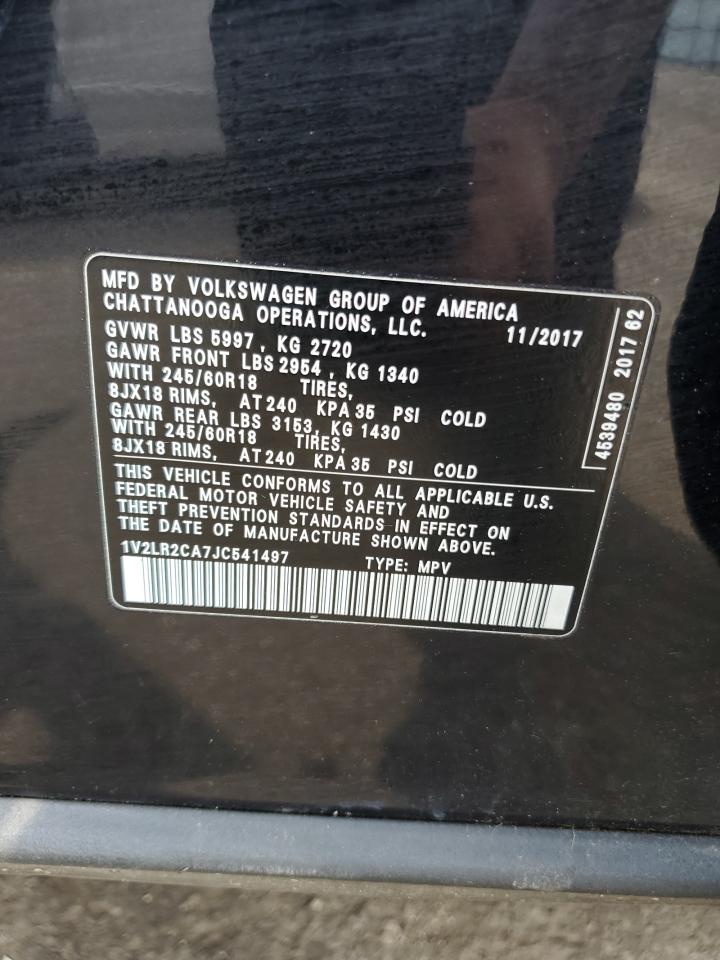 MFD BY VOLKSWAGEN GROUP OF AMERICA
CHATTANOOGA OPERATIONS, LLC. 11/2017
GVWR LBS 5997 , KG 2720
GAWR FRONT LBS 2954 , KG 1340
WITH 245/60R18 TIRES,
8JX18 RIMS, AT 240 KPA 35 PSI COLD
GAWR REAR LBS 3153, KG 1430
WITH 245/60R18 TIRES,
8JX18 RIMS, AT 240 KPA 35 PSI COLD
THIS VEHICLE CONFORMS TO ALL APPLICABLE U.S.
FEDERAL MOTOR VEHICLE SAFETY AND
THEFT PREVENTION STANDARDS IN EFFECT ON
THE DATE OF MANUFACTURE SHOWN ABOVE.
1V2LR2CA7JC541497 TYPE: MPV
4539480 2017 62